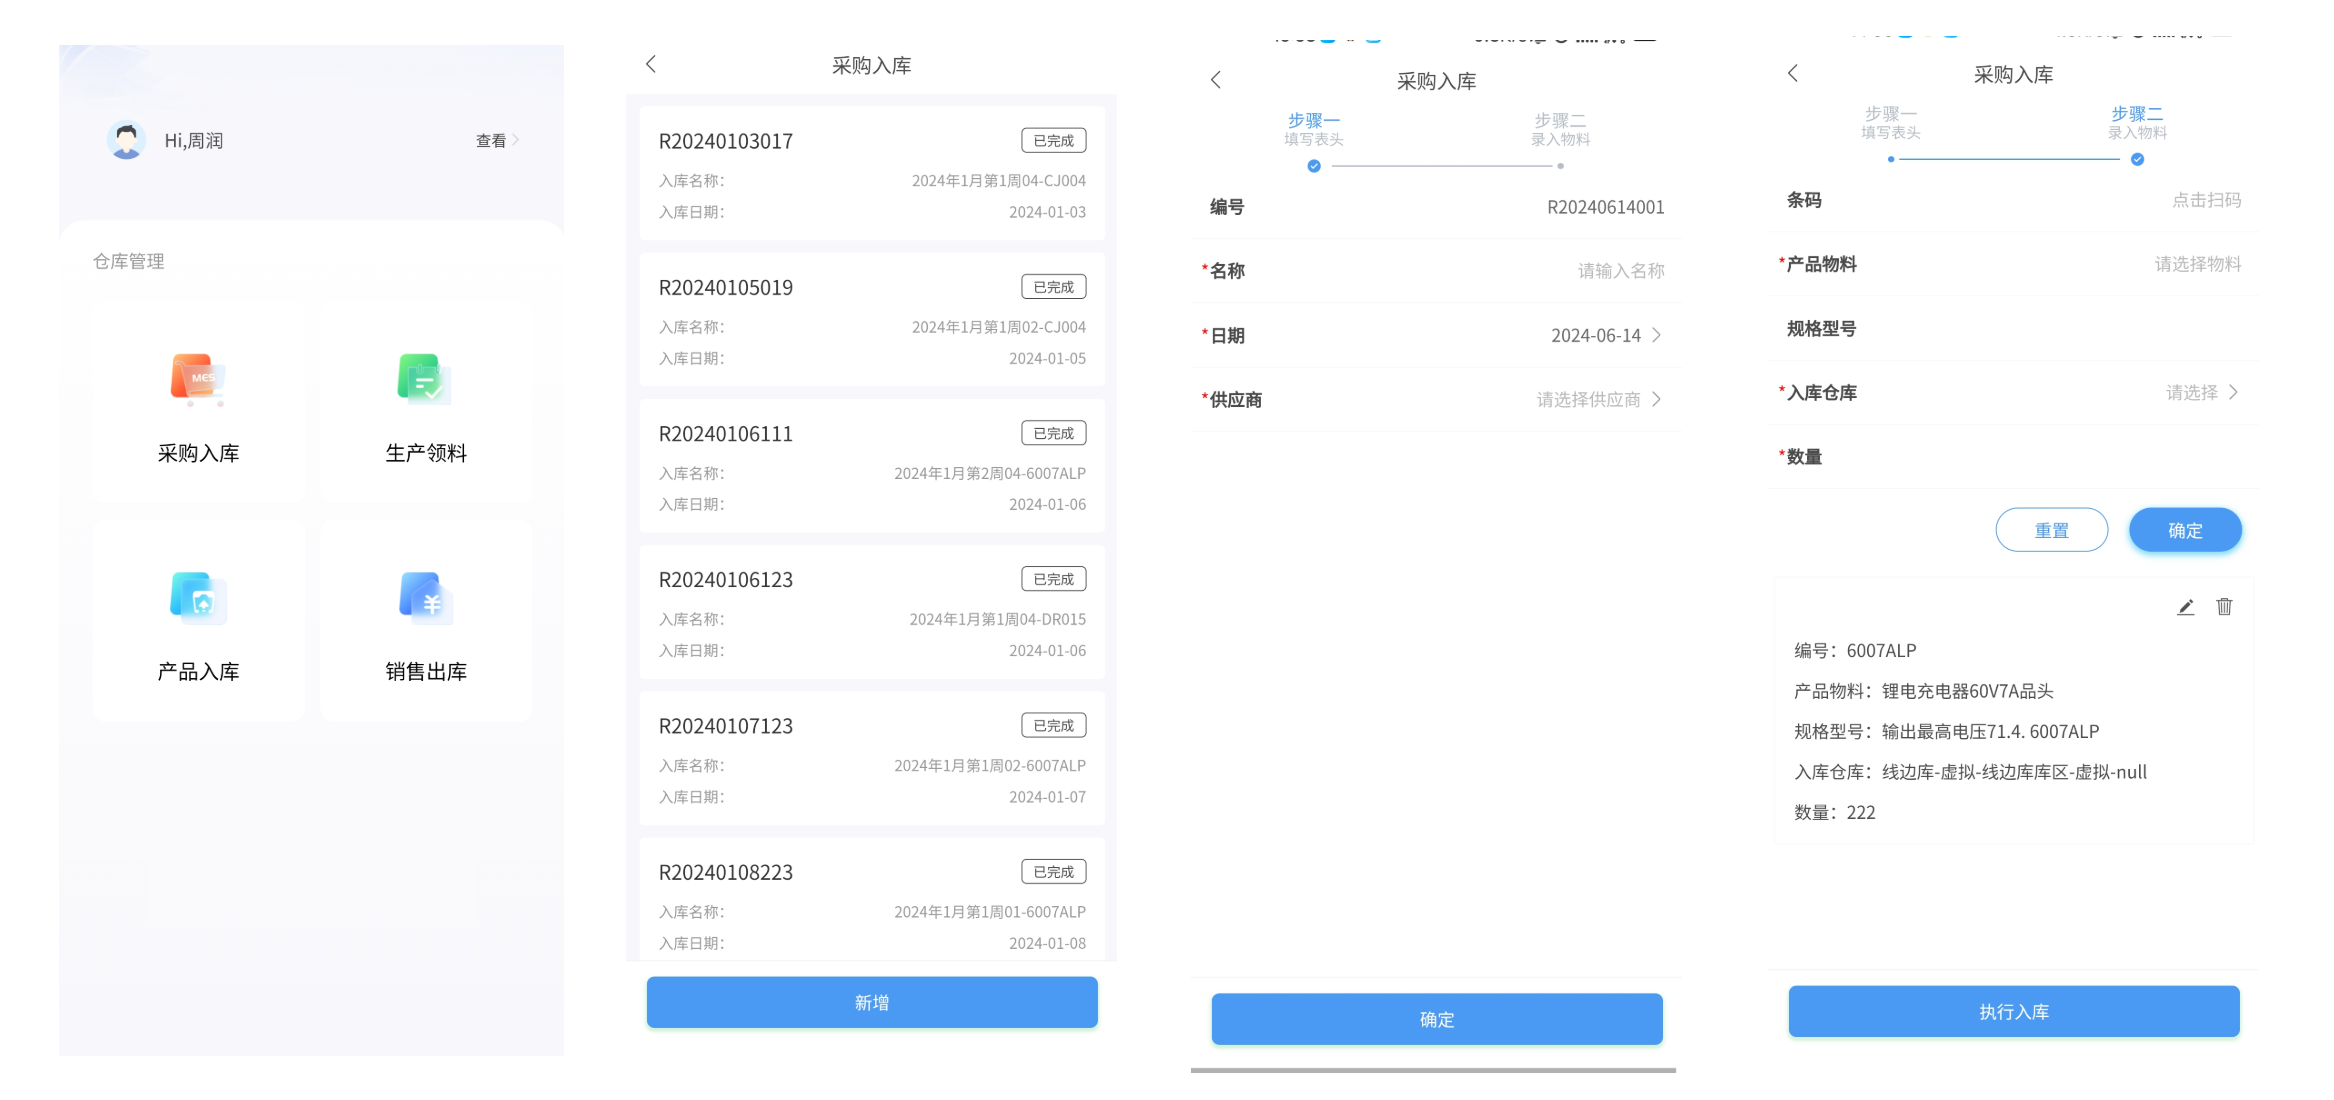 Hi,周润
查看
仓库管理
MES
采购入库
生产领料
产品入库
销售出库
采购入库
R20240103017
已完成
入库名称：
2024年1月第1周04-CJ004
入库日期：
2024-01-03
R20240105019
已完成
入库名称：
2024年1月第1周02-CJ004
入库日期：
2024-01-05
R20240106111
已完成
入库名称：
2024年1月第2周04-6007ALP
入库日期：
2024-01-06
R20240106123
已完成
入库名称：
2024年1月第1周04-DR015
入库日期：
2024-01-06
R20240107123
已完成
入库名称：
2024年1月第1周02-6007ALP
入库日期：
2024-01-07
R20240108223
已完成
入库名称：
2024年1月第1周01-6007ALP
入库日期：
2024-01-08
新增
采购入库
步骤一
填写表头
步骤二
录入物料
编号
R20240614001
*名称
请输入名称
*日期
2024-06-14
*供应商
请选择供应商
确定
采购入库
步骤一
填写表头
步骤二
录入物料
条码
点击扫码
*产品物料
请选择物料
规格型号
*入库仓库
请选择
*数量
重置
确定
编号：6007ALP
产品物料：锂电充电器60V7A品头
规格型号：输出最高电压71.4. 6007ALP
入库仓库：线边库-虚拟-线边库库区-虚拟-null
数量：222
执行入库